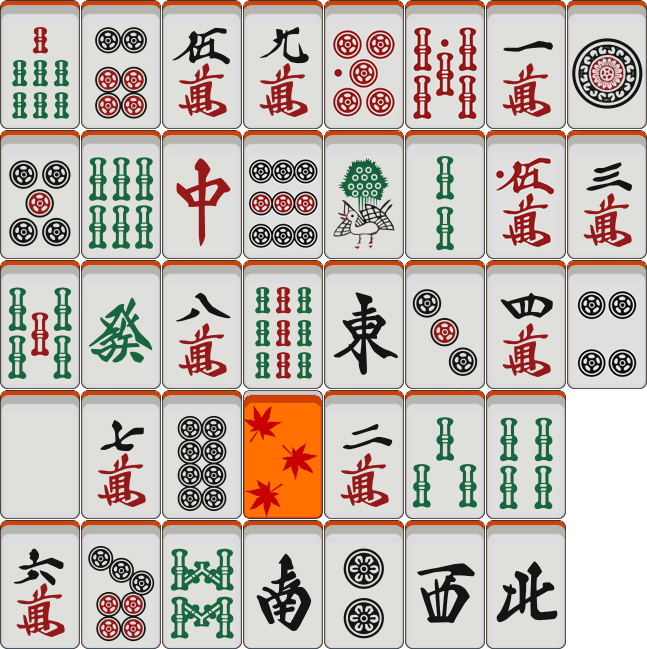 伍萬 九萬 一萬
中 伍萬 三萬
發 八萬 東 四萬
七萬 二萬
六萬 南 西 北